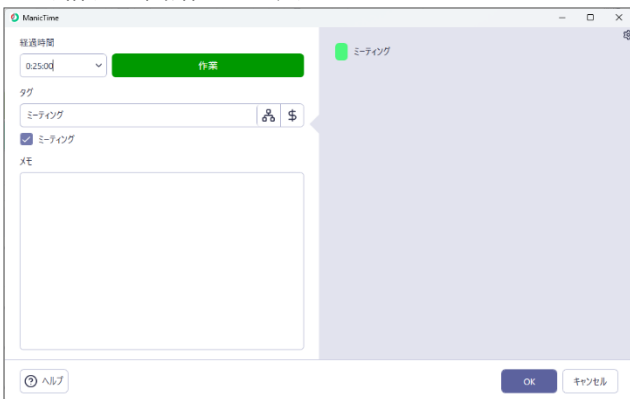 ManicTime
経過時間
0:25:00
作業
タグ
ミーティング
$
ミーティング
メモ
ミーティング
ヘルプ
OK
キャンセル